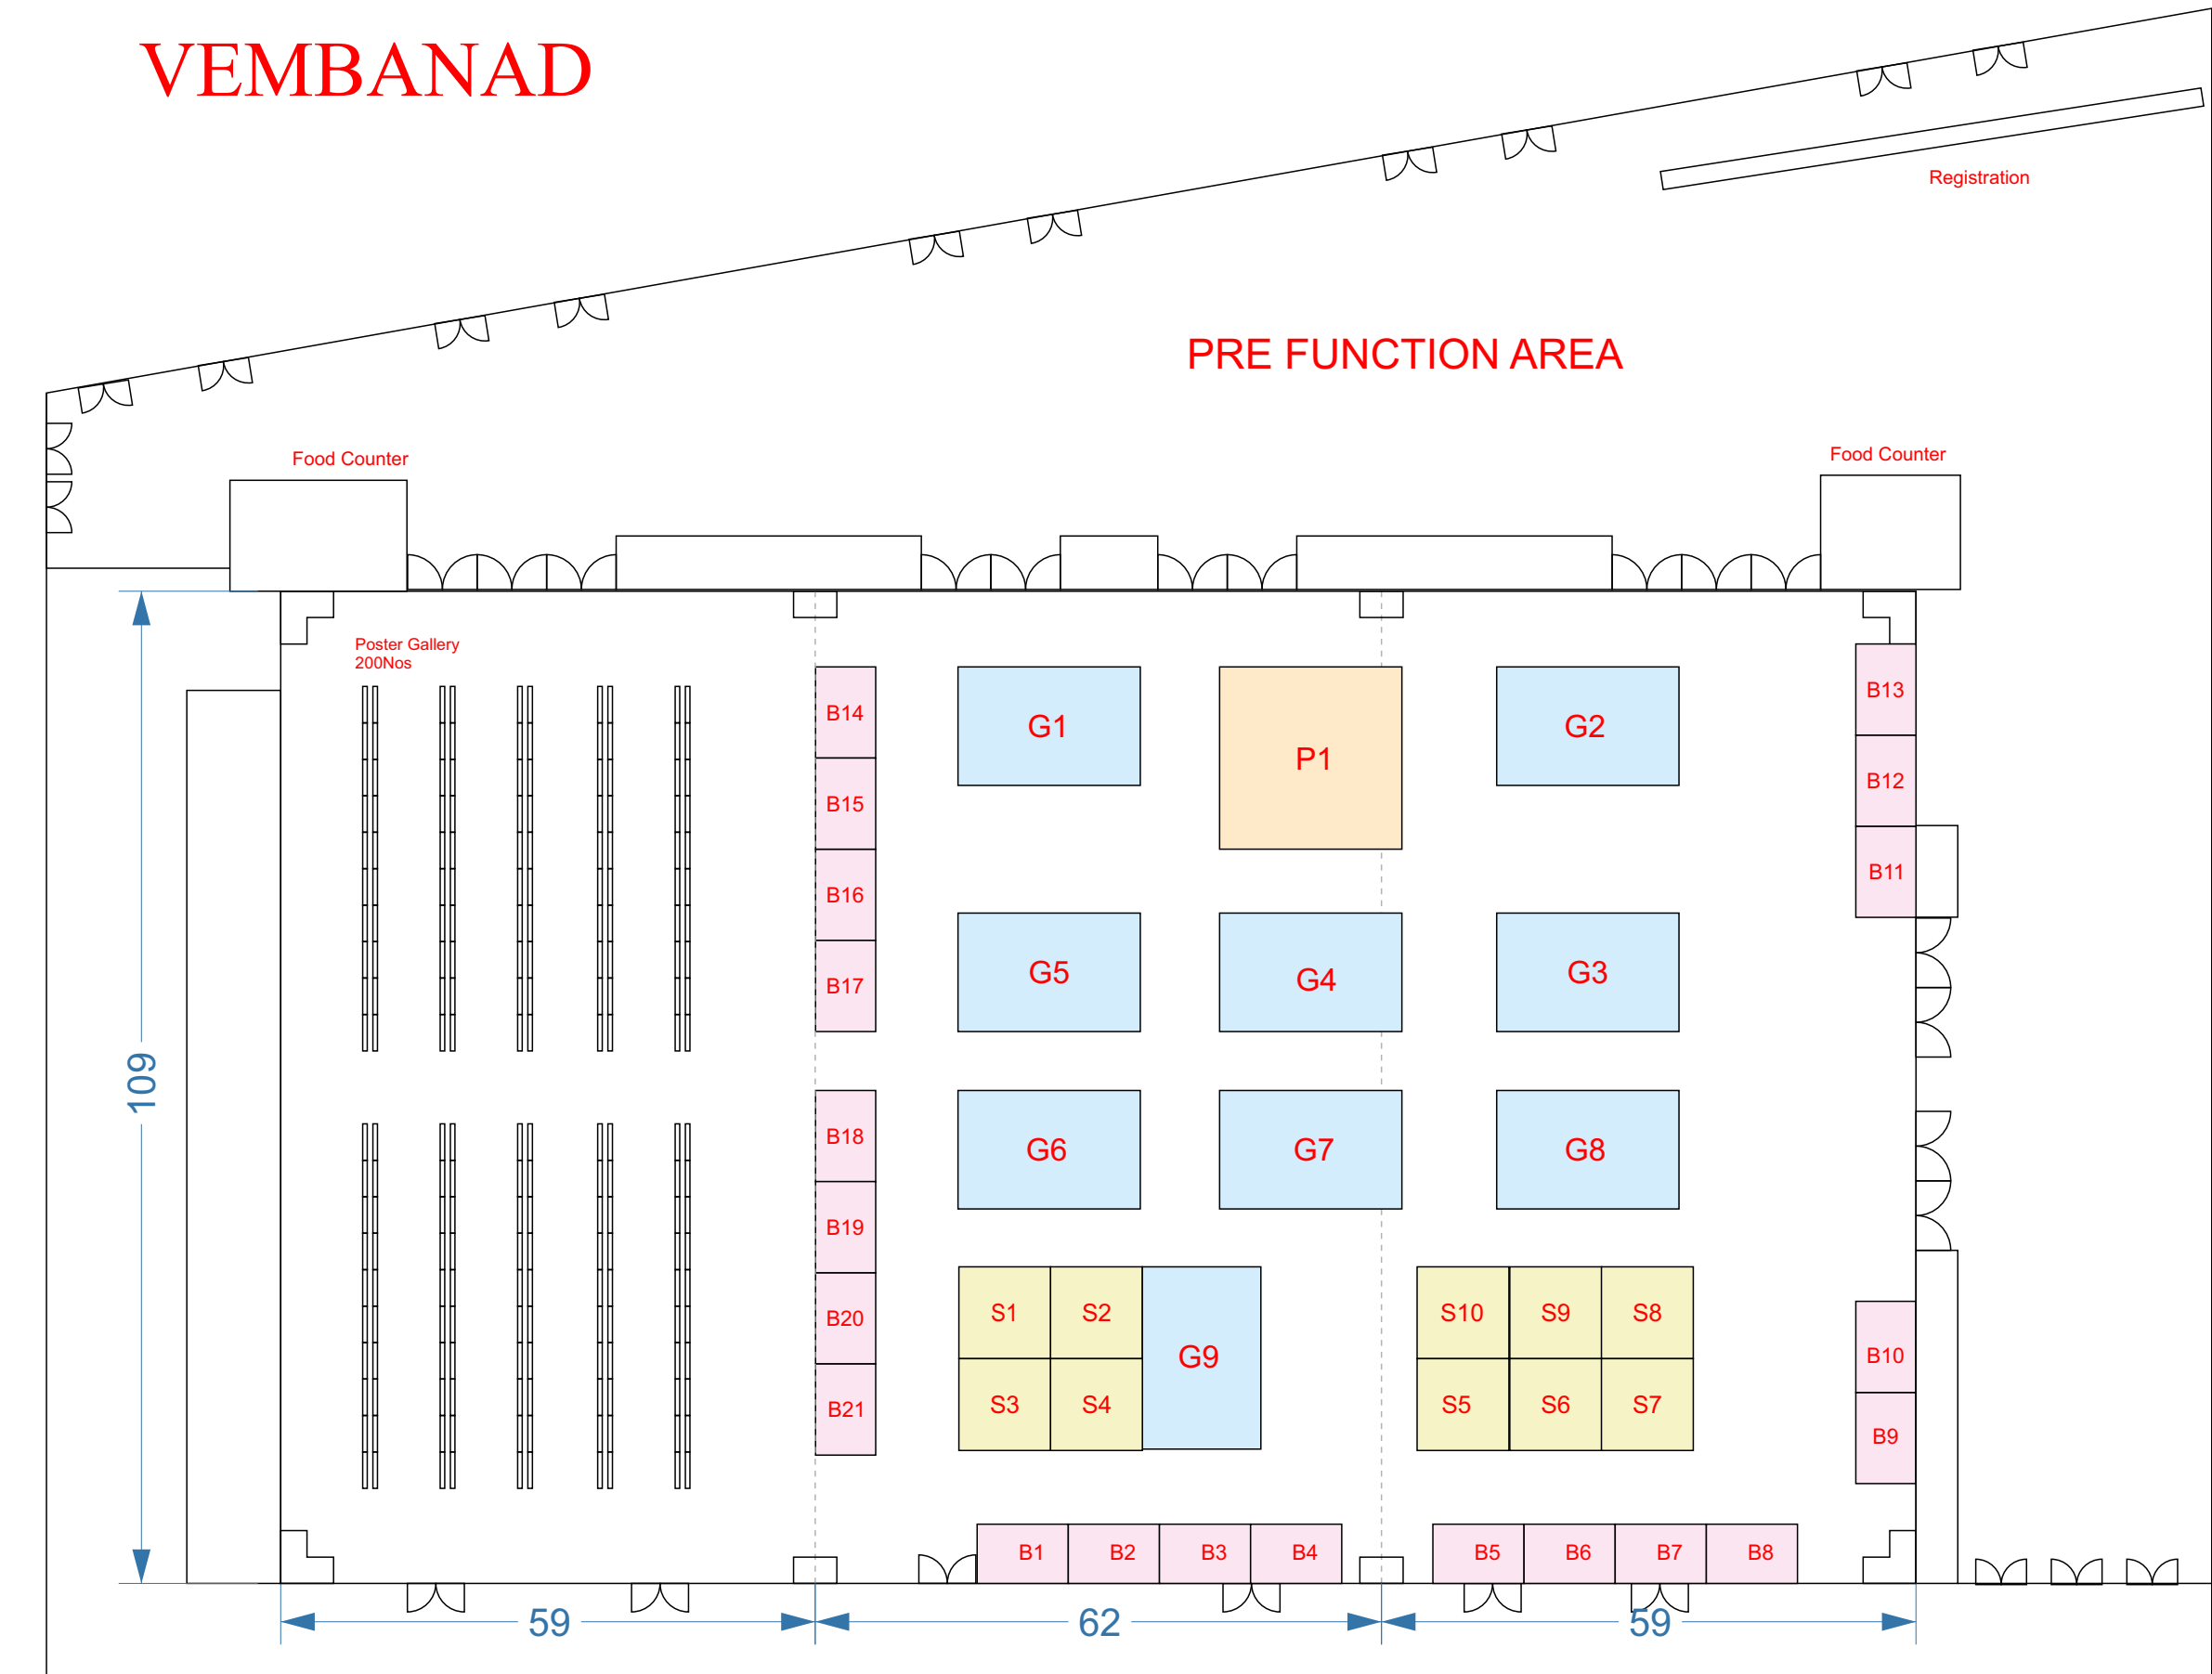 VEMBANAD
Registration
PRE FUNCTION AREA
Food Counter
Food Counter
Poster Gallery
200Nos
B14
G1
P1
G2
B13
B15
B12
B16
B11
B17
G5
G4
G3
109
B18
G6
G7
G8
B19
B20
S1
S2
G9
S10
S9
S8
B10
B21
S3
S4
S5
S6
S7
B9
B1
B2
B3
B4
B5
B6
B7
B8
59
62
59